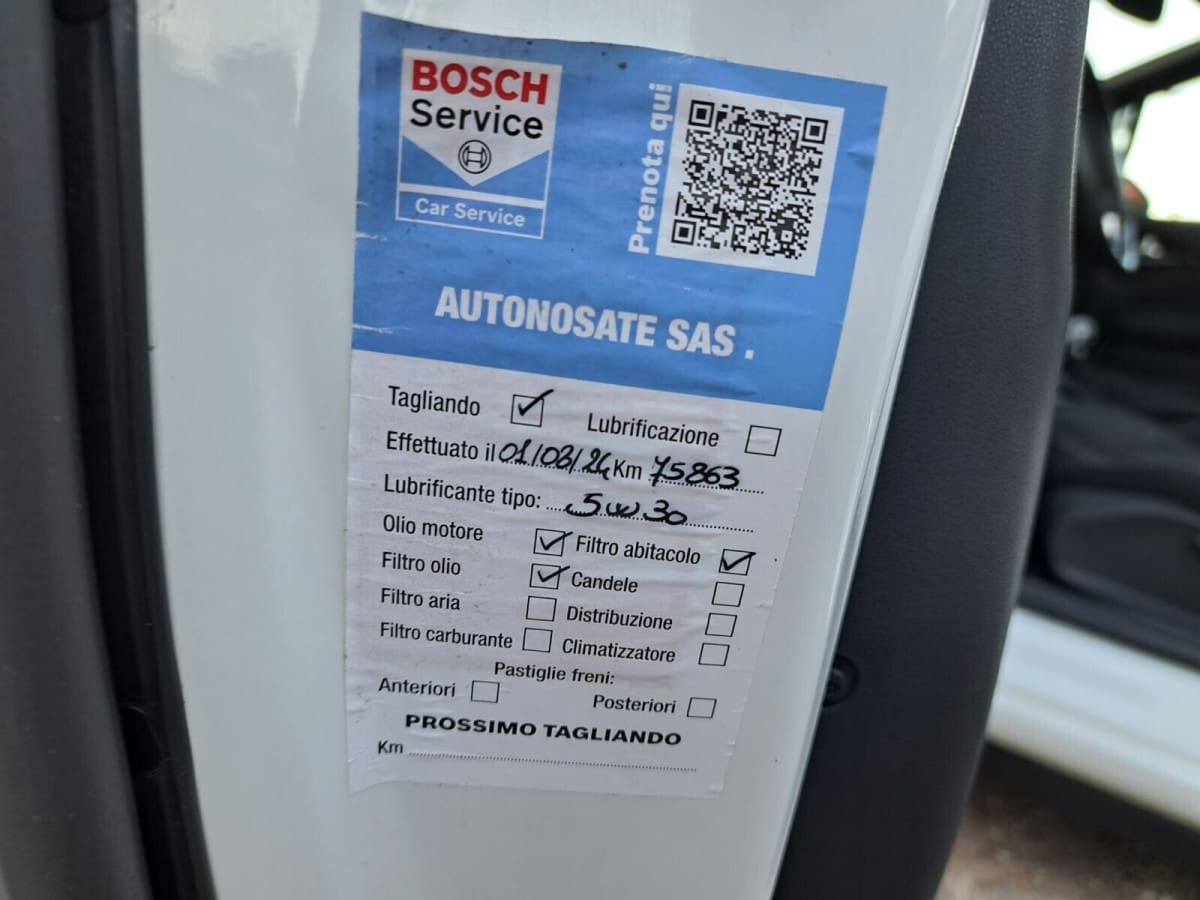 BOSCH
Service
Car Service
Prenota qui
AUTONOSATE SAS .
Tagliando Lubrificazione
Effettuato il 01/03/24 Km 75863
Lubrificante tipo: 5W30
Olio motore Filtro abitacolo
Filtro olio Candele
Filtro aria Distribuzione
Filtro carburante Climatizzatore
Pastiglie freni:
Anteriori Posteriori
PROSSIMO TAGLIANDO
Km